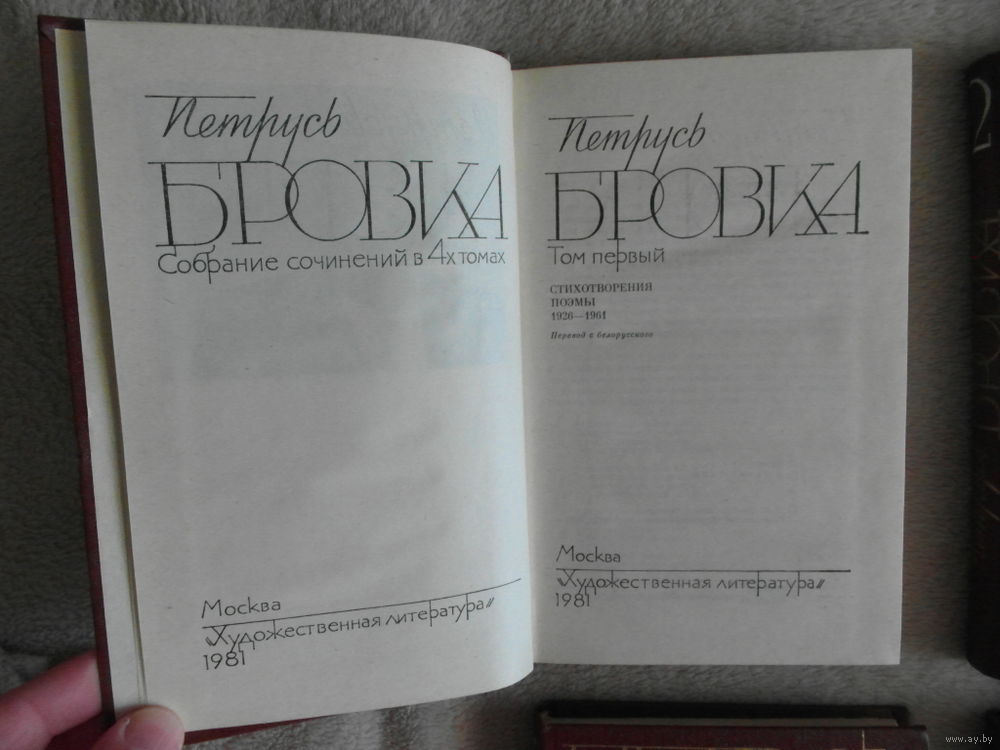 Петрусь
БРОВКА
Собрание сочинений в 4х томах
Москва
«Художественная литература»
1981
Петрусь
БРОВКА
Том первый
СТИХОТВОРЕНИЯ
ПОЭМЫ
1926—1961
Перевод с белорусского
Москва
«Художественная литература»
1981
2
www.ay.by